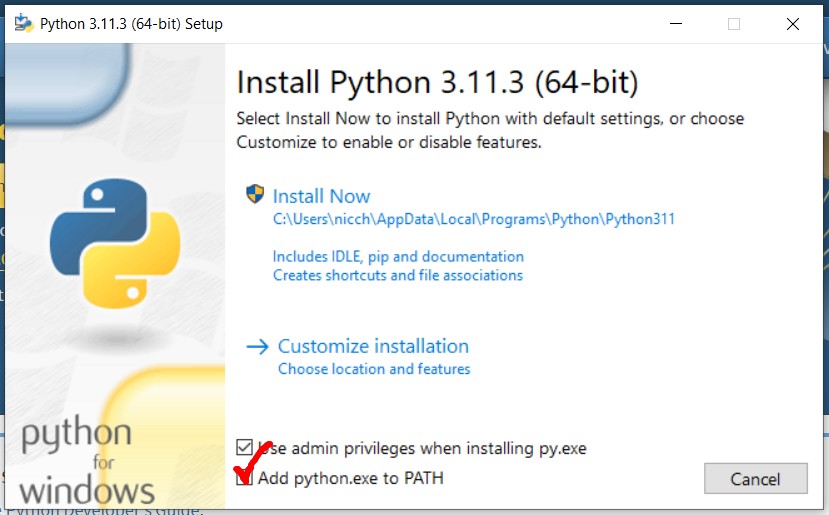 Python 3.11.3 (64-bit) Setup
Install Python 3.11.3 (64-bit)
Select Install Now to install Python with default settings, or choose
Customize to enable or disable features.
Install Now
C:\Users\nicch\AppData\Local\Programs\Python\Python311
Includes IDLE, pip and documentation
Creates shortcuts and file associations
Customize installation
Choose location and features
python
for
windows
Use admin privileges when installing py.exe
Add python.exe to PATH
Cancel
Python Developer's Guide.